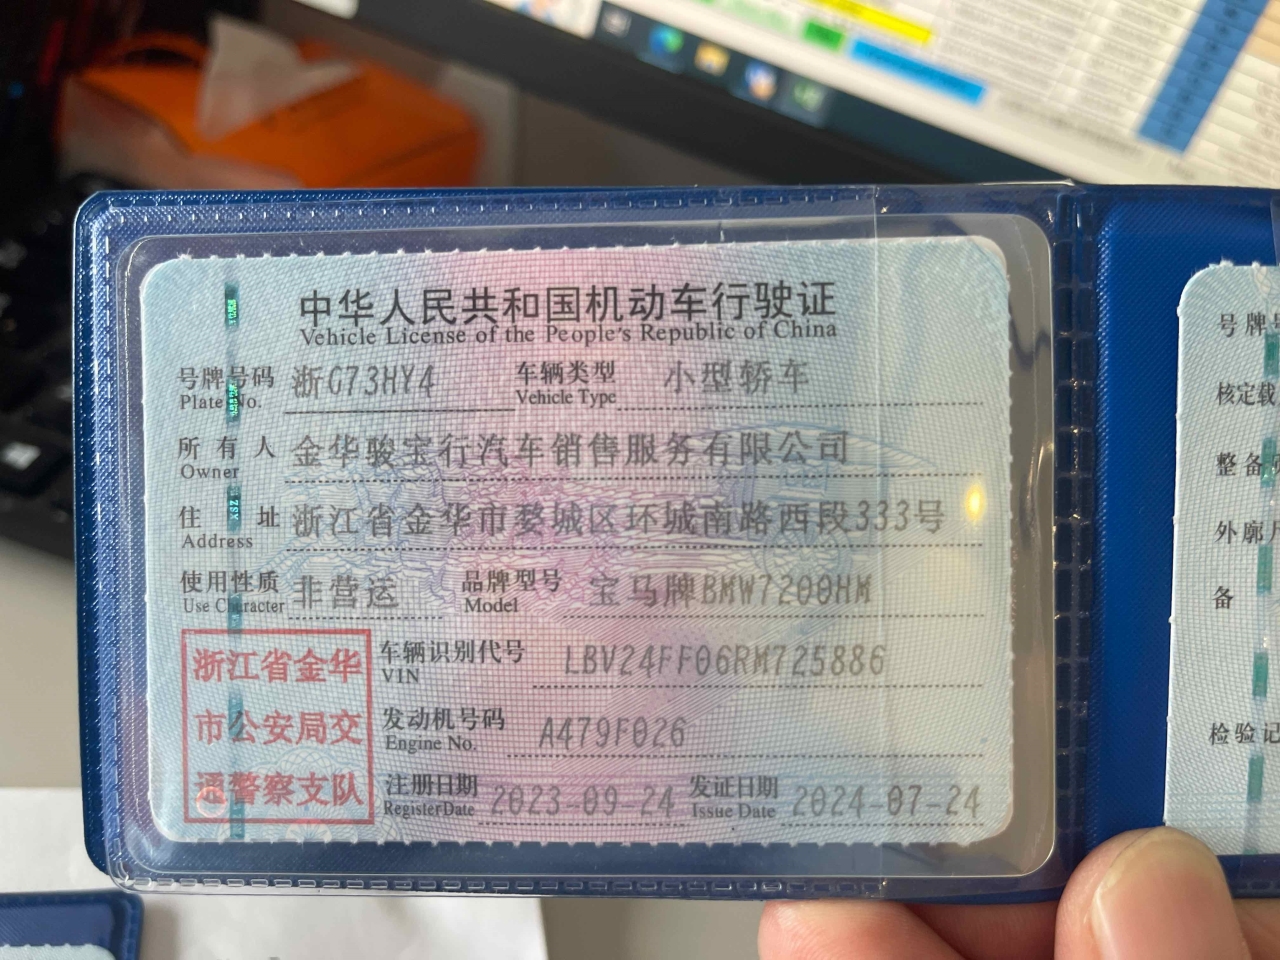 中华人民共和国机动车行驶证
Vehicle License of the People's Republic of China
号牌号码 浙G73HY4 车辆类型 小型轿车
Plate No. Vehicle Type
所有人 金华骏宝行汽车销售服务有限公司
Owner
住址 浙江省金华市婺城区环城南路西段333号
Address
使用性质 非营运 品牌型号 宝马牌BMW7200HM
Use Character Model
浙江省金华
市公安局交
通警察支队
车辆识别代号 LBV24FF06RM725886
VIN
发动机号码 A479F026
Engine No.
注册日期 2023-09-24 发证日期 2024-07-24
Register Date Issue Date
号牌
核定载
整备
外廓
备
检验记